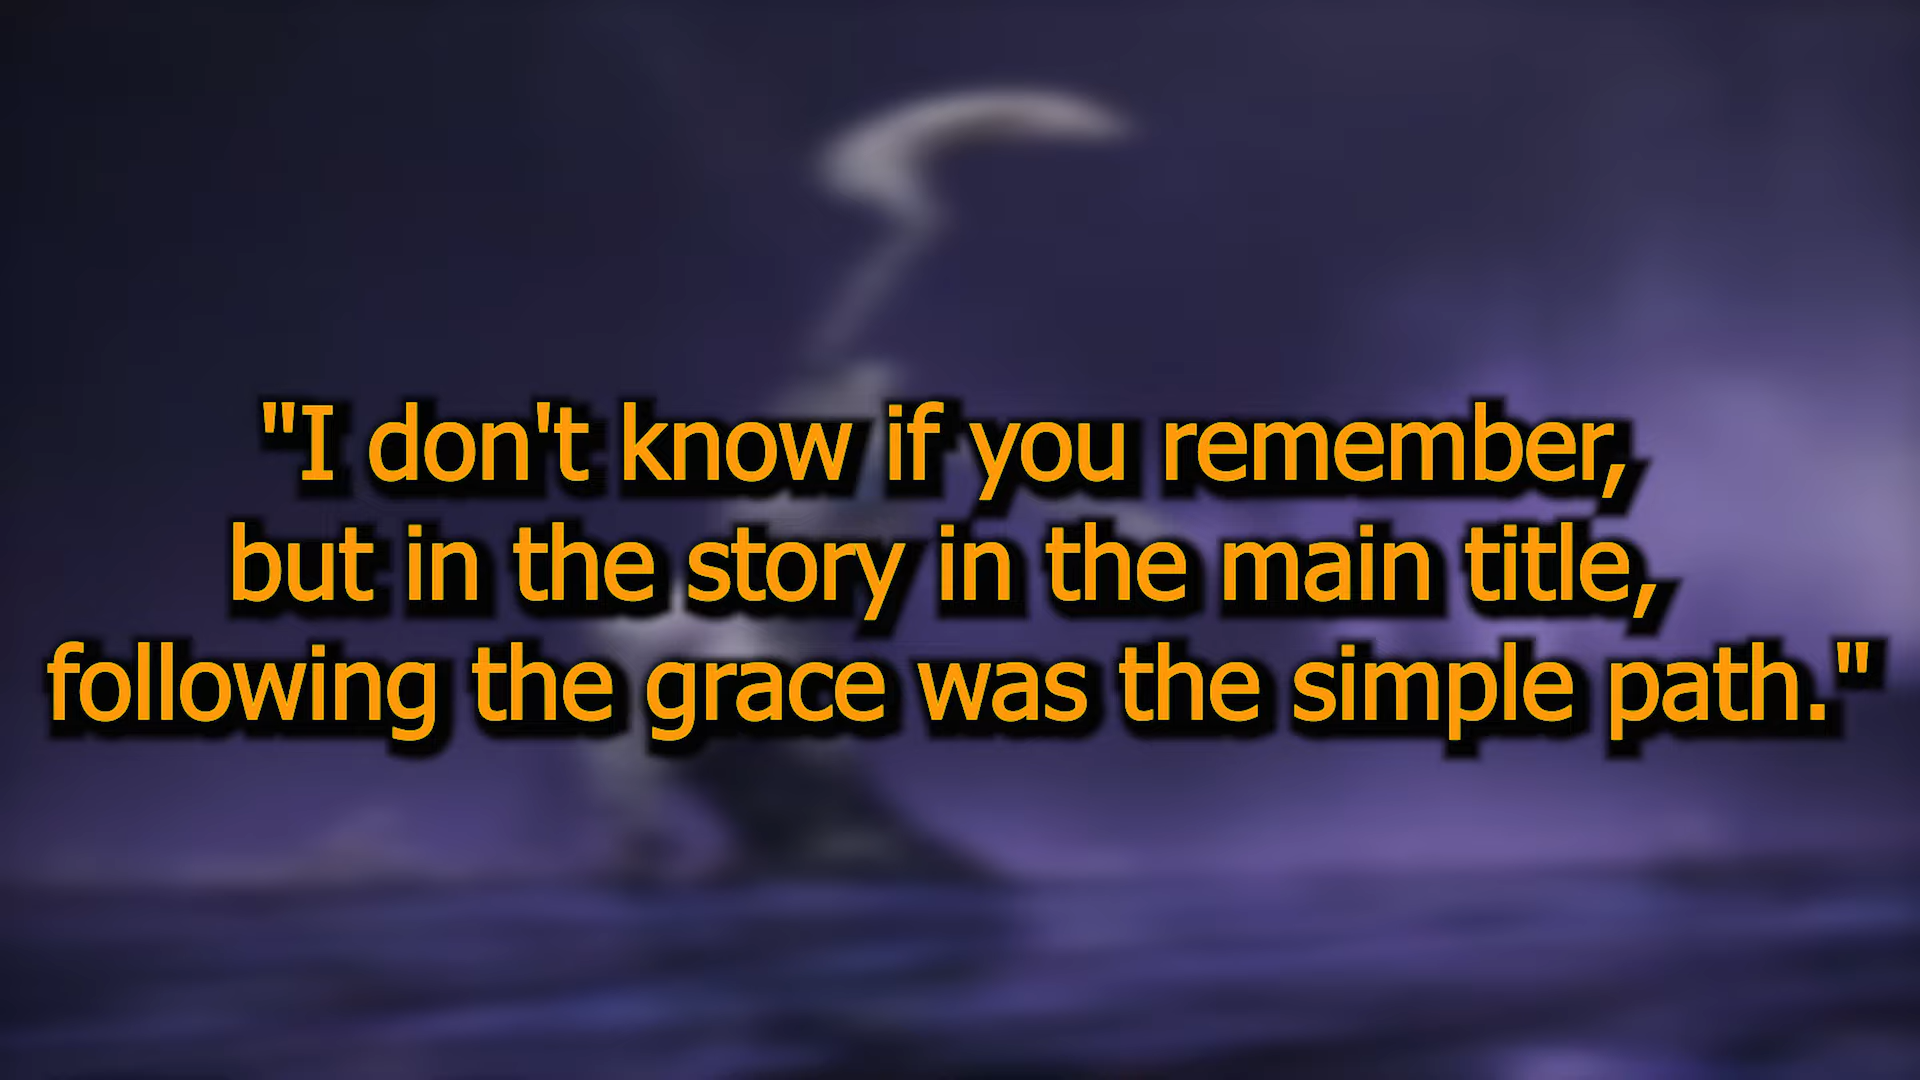 "I don't know if you remember,
but in the story in the main title,
following the grace was the simple path."